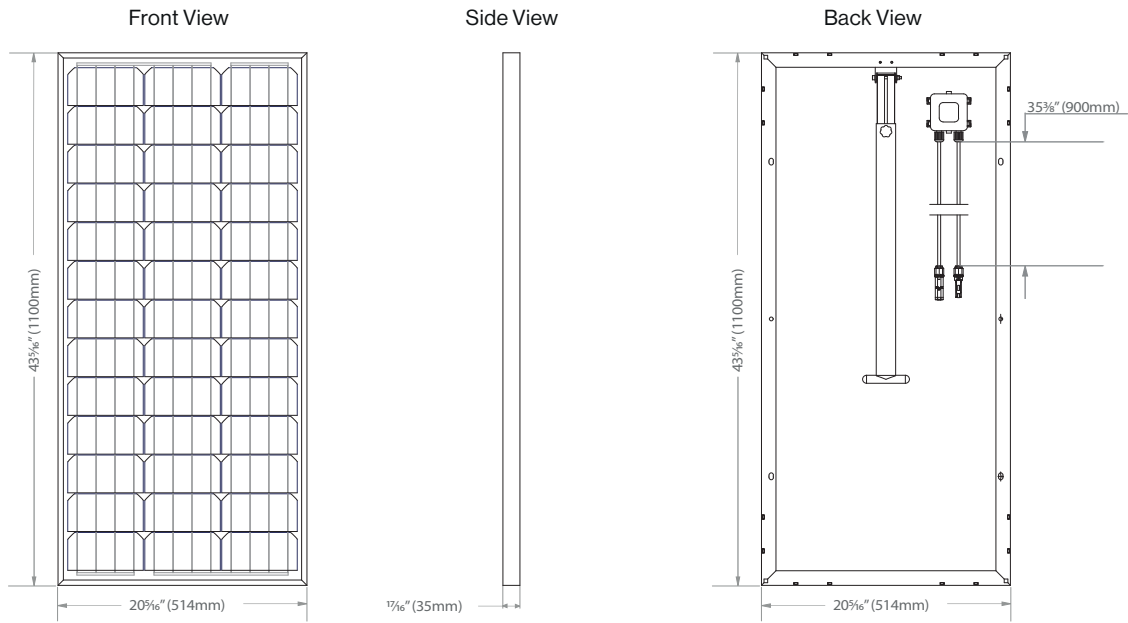 Front View
Side View
Back View
43⁵⁄₁₆” (1100mm)
43⁵⁄₁₆” (1100mm)
35⅜” (900mm)
20⁵⁄₁₆” (514mm)
1⁷⁄₁₆” (35mm)
20⁵⁄₁₆” (514mm)